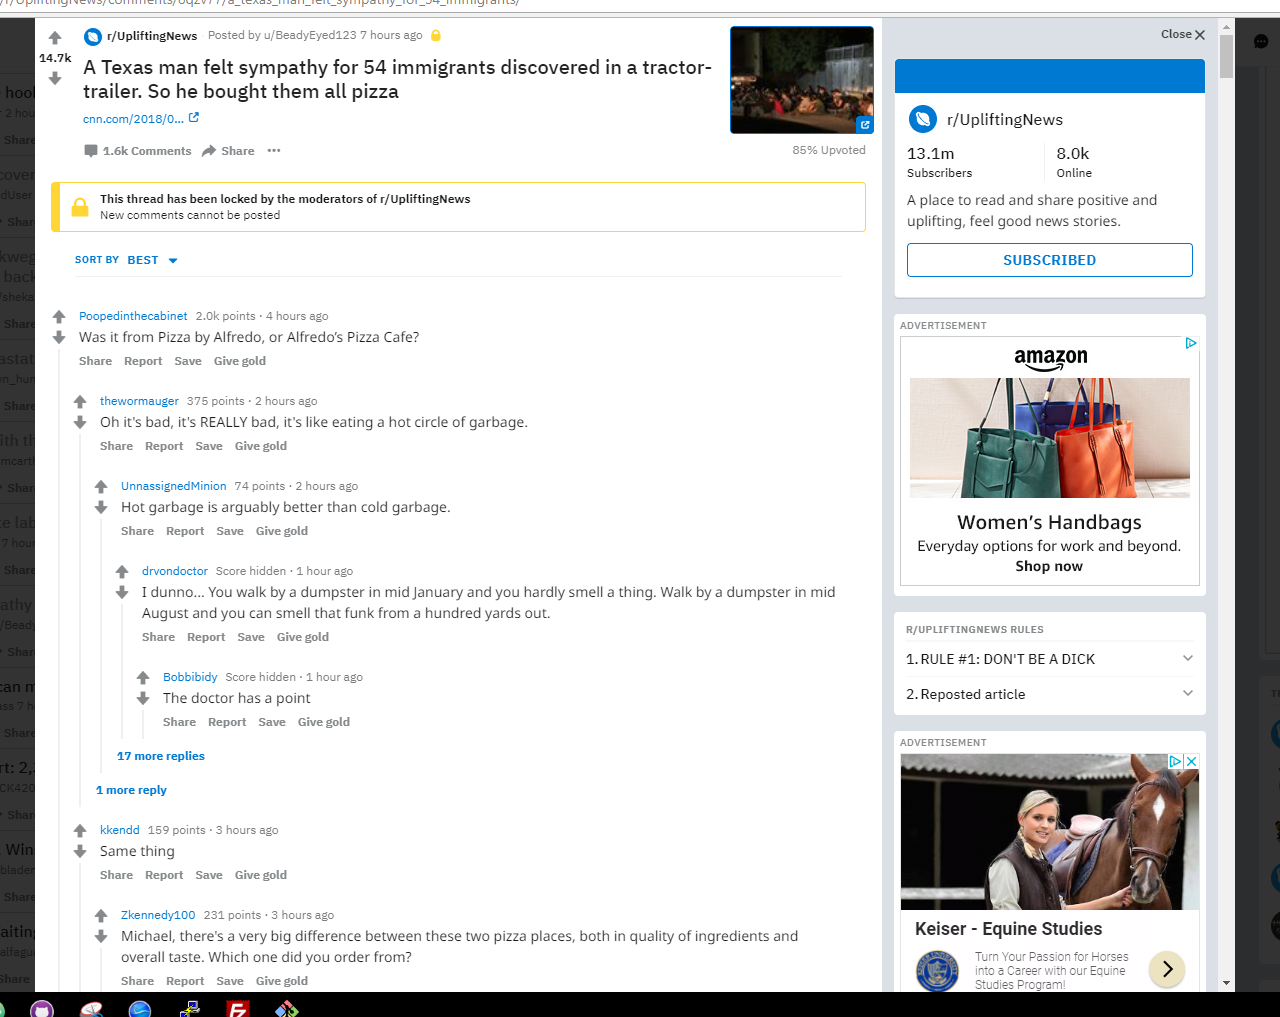 /r/UpliftingNews/comments/8qzv77/a_texas_man_felt_sympathy_for_54_immigrants/
r/UpliftingNews · Posted by u/BeadyEyed123 7 hours ago
14.7k
A Texas man felt sympathy for 54 immigrants discovered in a tractor-
trailer. So he bought them all pizza
cnn.com/2018/0...
1.6k Comments Share ···
85% Upvoted
This thread has been locked by the moderators of r/UpliftingNews
New comments cannot be posted
SORT BY BEST
Poopedinthecabinet 2.0k points · 4 hours ago
Was it from Pizza by Alfredo, or Alfredo’s Pizza Cafe?
Share Report Save Give gold
thewormauger 375 points · 2 hours ago
Oh it's bad, it's REALLY bad, it's like eating a hot circle of garbage.
Share Report Save Give gold
UnnassignedMinion 74 points · 2 hours ago
Hot garbage is arguably better than cold garbage.
Share Report Save Give gold
drvondoctor Score hidden · 1 hour ago
I dunno... You walk by a dumpster in mid January and you hardly smell a thing. Walk by a dumpster in mid
August and you can smell that funk from a hundred yards out.
Share Report Save Give gold
Bobbibidy Score hidden · 1 hour ago
The doctor has a point
Share Report Save Give gold
17 more replies
1 more reply
kkendd 159 points · 3 hours ago
Same thing
Share Report Save Give gold
Zkennedy100 231 points · 3 hours ago
Michael, there's a very big difference between these two pizza places, both in quality of ingredients and
overall taste. Which one did you order from?
Share Report Save Give gold
Close
r/UpliftingNews
13.1m 8.0k
Subscribers Online
A place to read and share positive and
uplifting, feel good news stories.
SUBSCRIBED
ADVERTISEMENT
amazon
Women’s Handbags
Everyday options for work and beyond.
Shop now
R/UPLIFTINGNEWS RULES
1. RULE #1: DON'T BE A DICK
2. Reposted article
ADVERTISEMENT
Keiser - Equine Studies
Turn Your Passion for Horses
into a Career with our Equine
Studies Program!